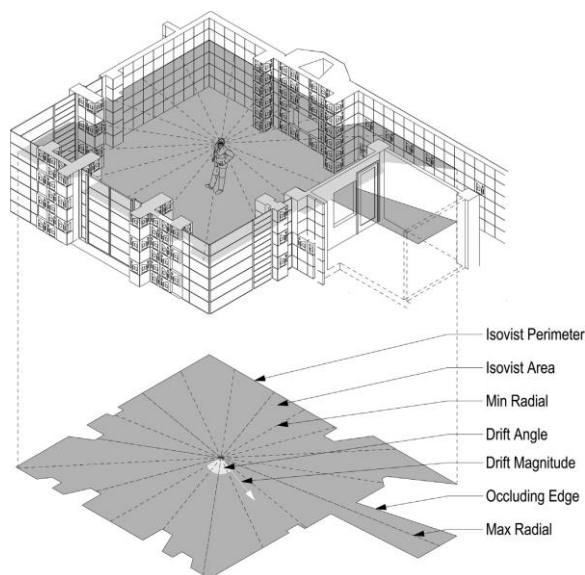 Isovist Perimeter
Isovist Area
Min Radial
Drift Angle
Drift Magnitude
Occluding Edge
Max Radial